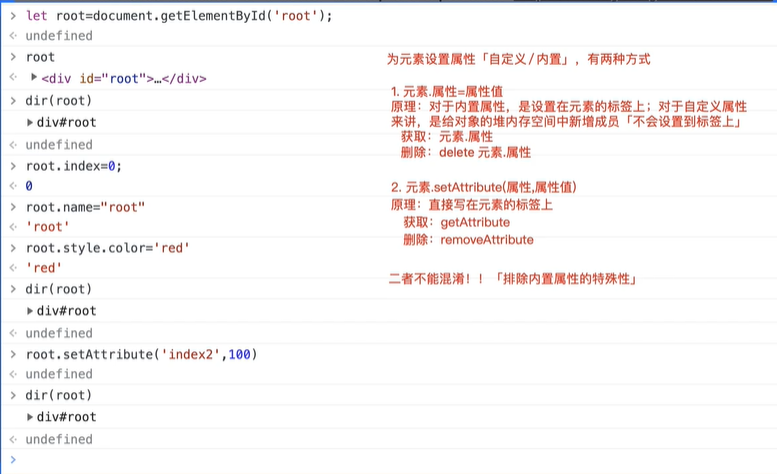 > let root=document.getElementById('root');
<· undefined
> root
<· ▶<div id="root">…</div>
> dir(root)
▶div#root
<· undefined
> root.index=0;
<· 0
> root.name="root"
<· 'root'
> root.style.color='red'
<· 'red'
> dir(root)
▶div#root
<· undefined
> root.setAttribute('index2',100)
<· undefined
> dir(root)
▶div#root
<· undefined
>
为元素设置属性「自定义/内置」，有两种方式
1. 元素.属性=属性值
原理：对于内置属性，是设置在元素的标签上；对于自定义属性
来讲，是给对象的堆内存空间中新增成员「不会设置到标签上」
获取：元素.属性
删除：delete 元素.属性
2. 元素.setAttribute(属性,属性值)
原理：直接写在元素的标签上
获取：getAttribute
删除：removeAttribute
二者不能混淆！！「排除内置属性的特殊性」